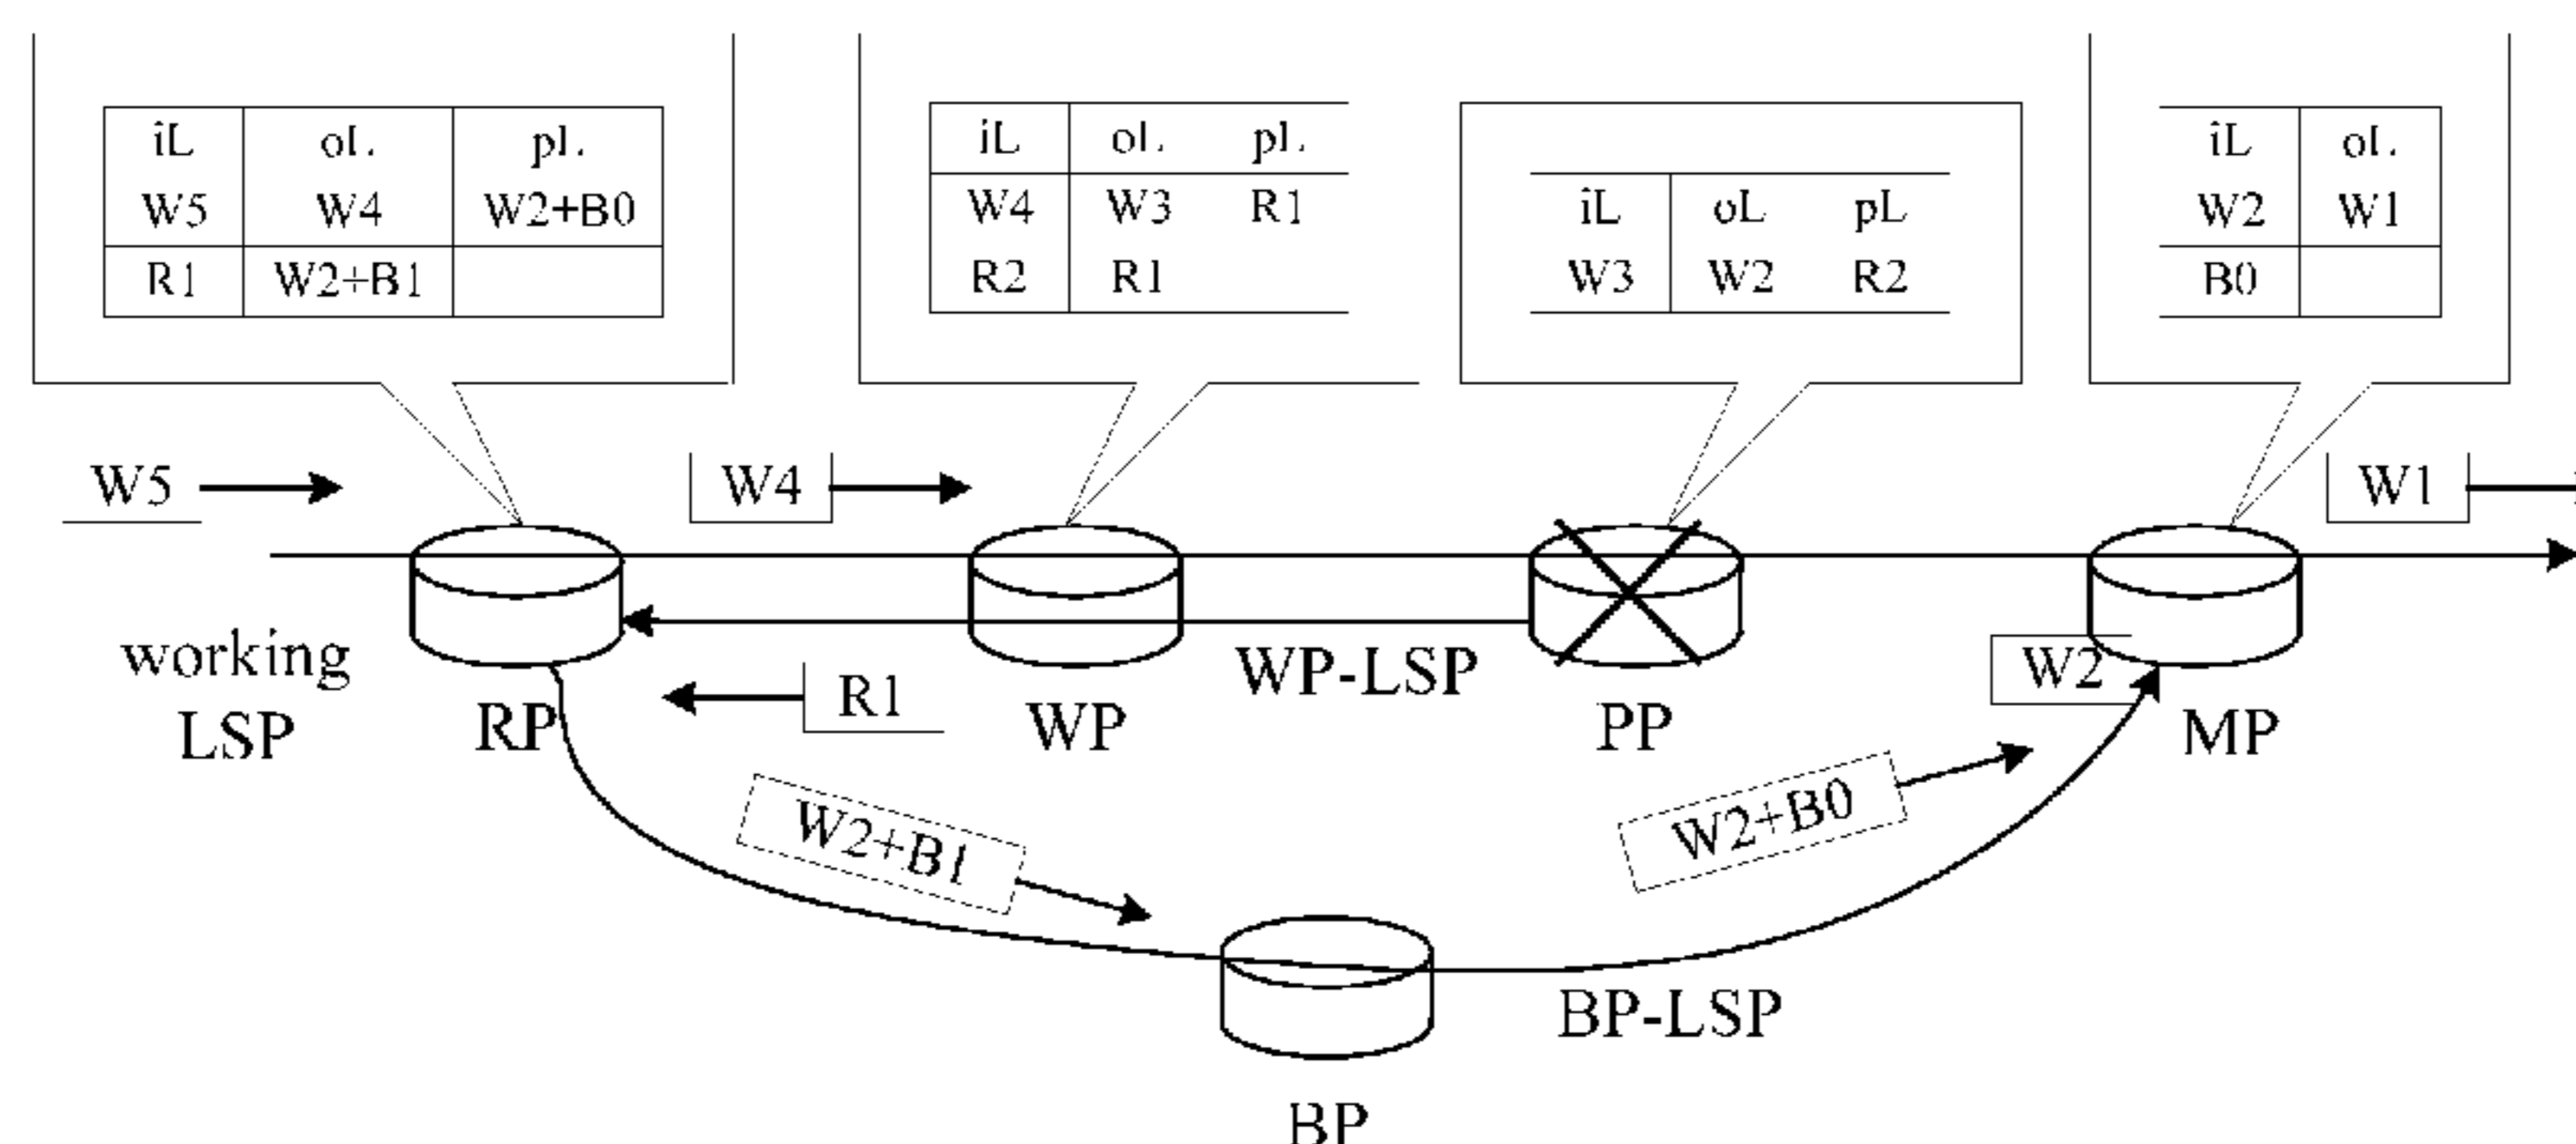 iL oL pL
W5 W4 W2+B0
R1 W2+B1
iL oL pL
W4 W3 R1
R2 R1
iL oL pL
W3 W2 R2
iL oL
W2 W1
B0
W5
W4
W1
working
LSP
RP
R1
WP
WP-LSP
PP
W2
MP
W2+B1
W2+B0
BP-LSP
BP